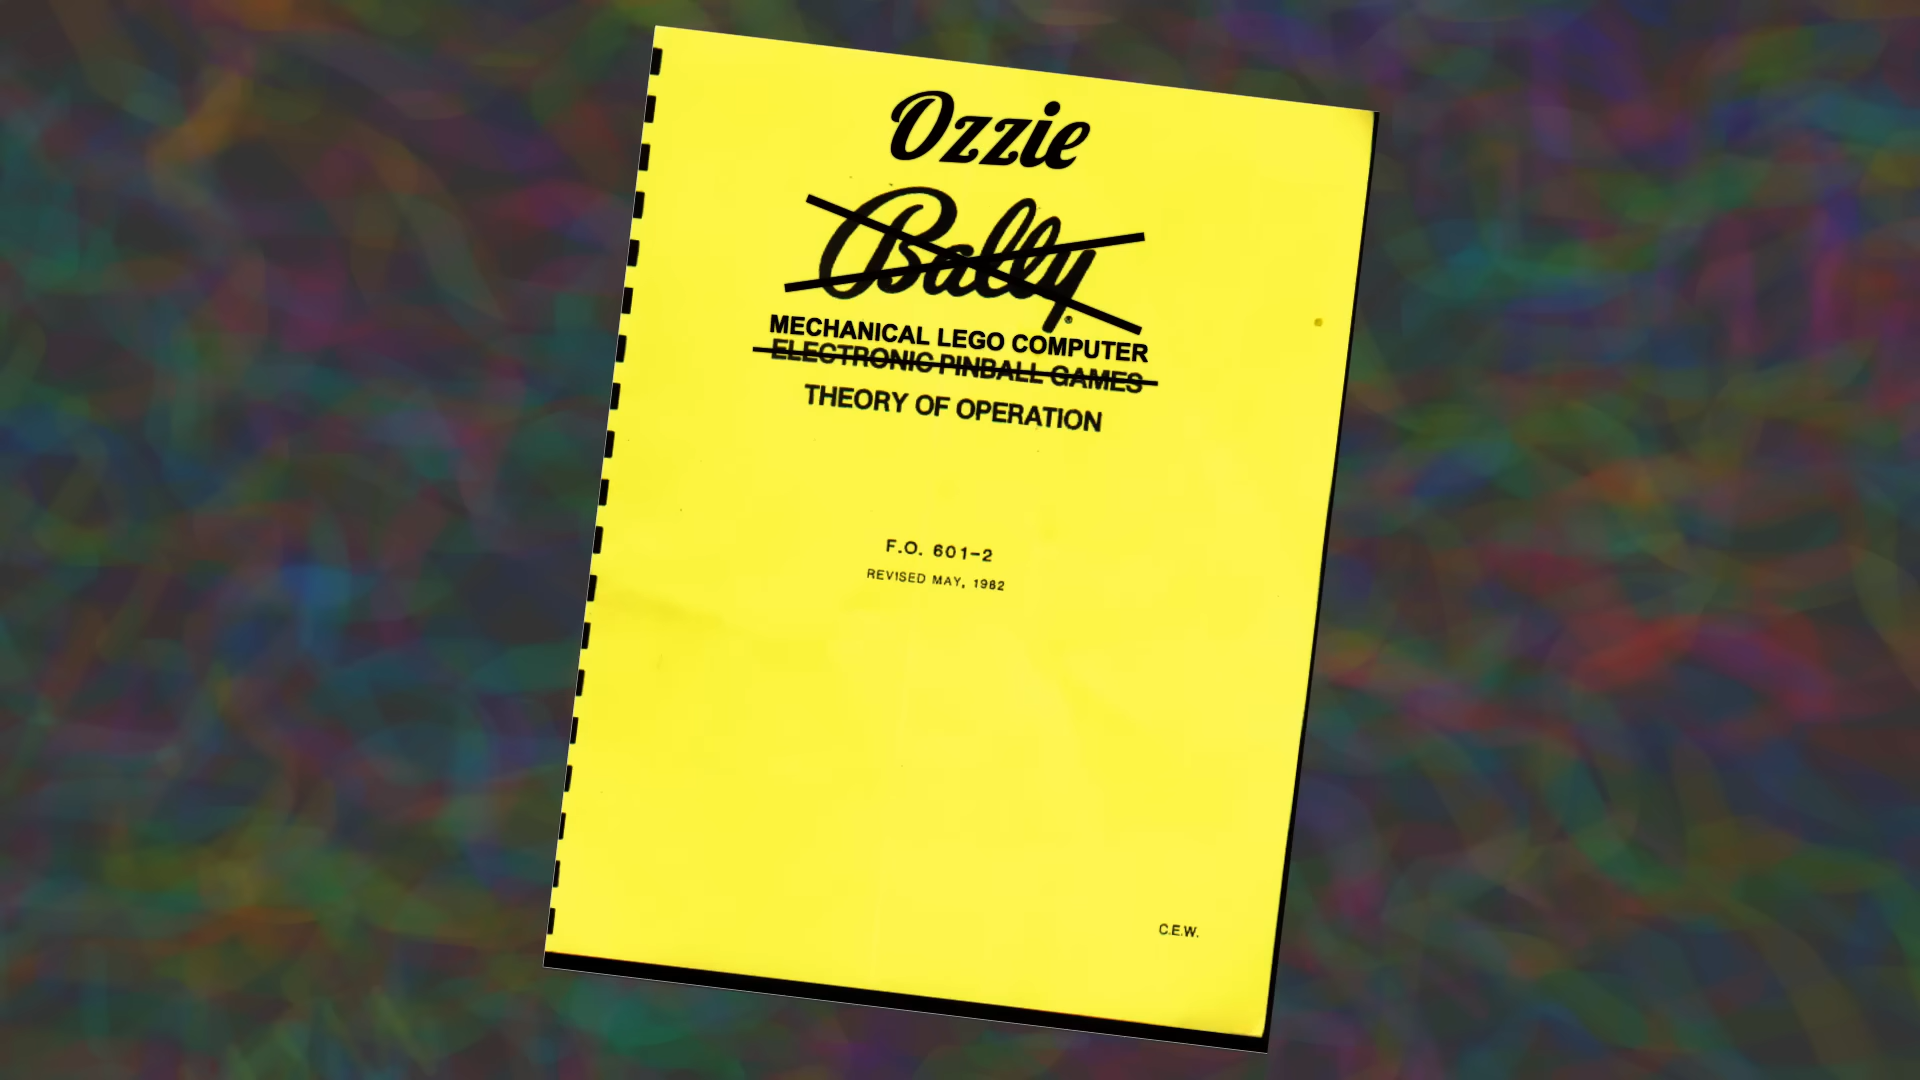 Ozzie
Bally®
MECHANICAL LEGO COMPUTER
ELECTRONIC PINBALL GAMES
THEORY OF OPERATION
F.O. 601-2
REVISED MAY, 1982
C.E.W.